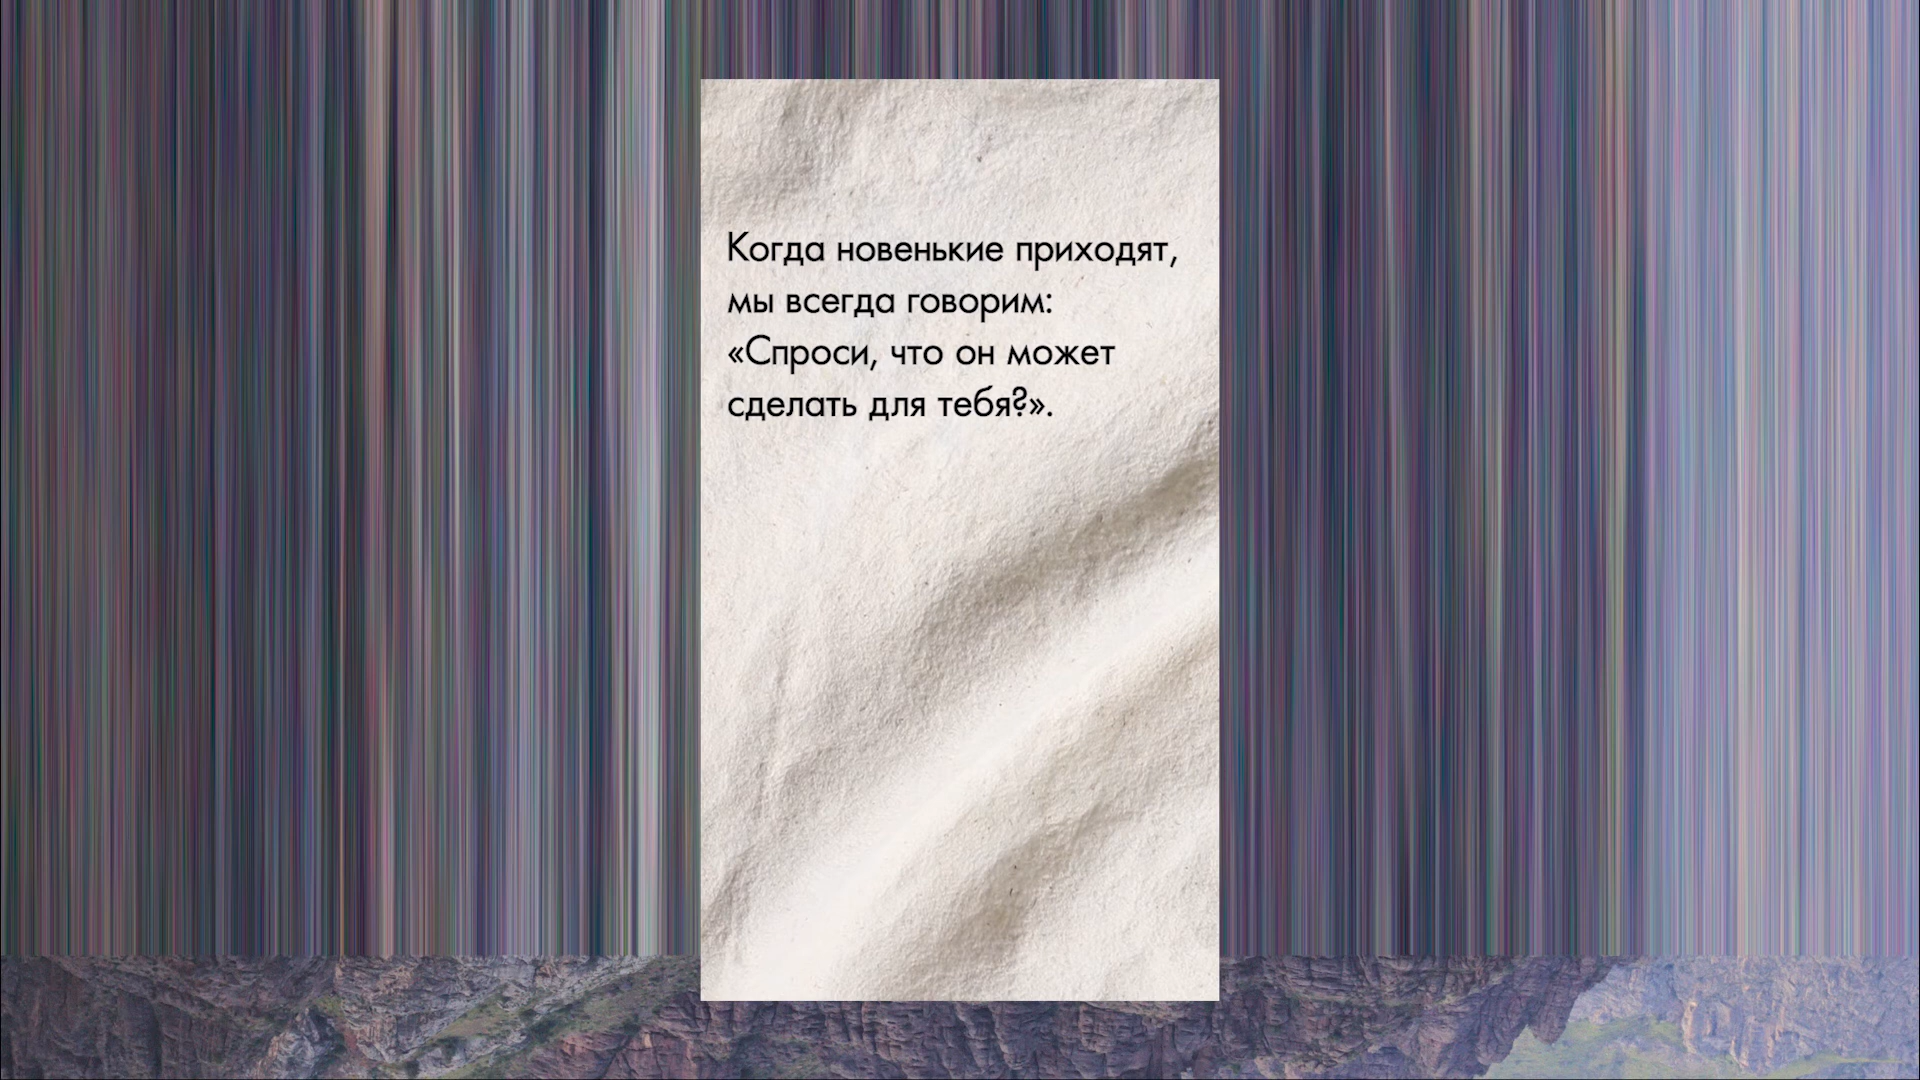 Когда новенькие приходят,
мы всегда говорим:
«Спроси, что он может
сделать для тебя?».